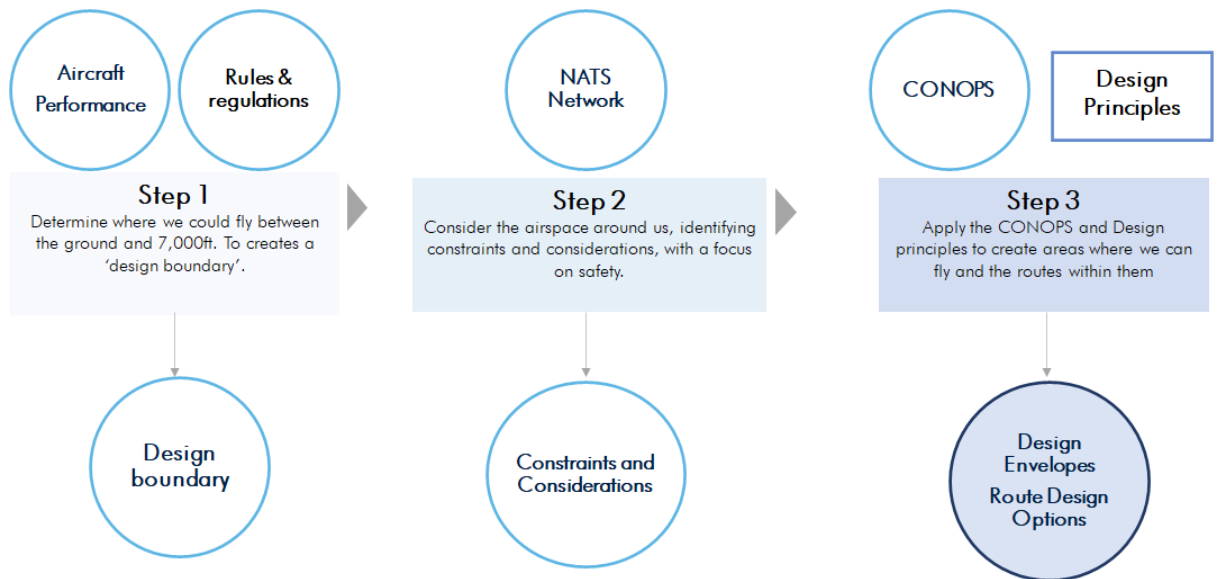 Aircraft
Performance
Rules &
regulations
NATS
Network
CONOPS
Design
Principles
Step 1
Determine where we could fly between
the ground and 7,000ft. To creates a
‘design boundary’.
Step 2
Consider the airspace around us, identifying
constraints and considerations, with a focus
on safety.
Step 3
Apply the CONOPS and Design
principles to create areas where we can
fly and the routes within them
Design
boundary
Constraints and
Considerations
Design
Envelopes
Route Design
Options